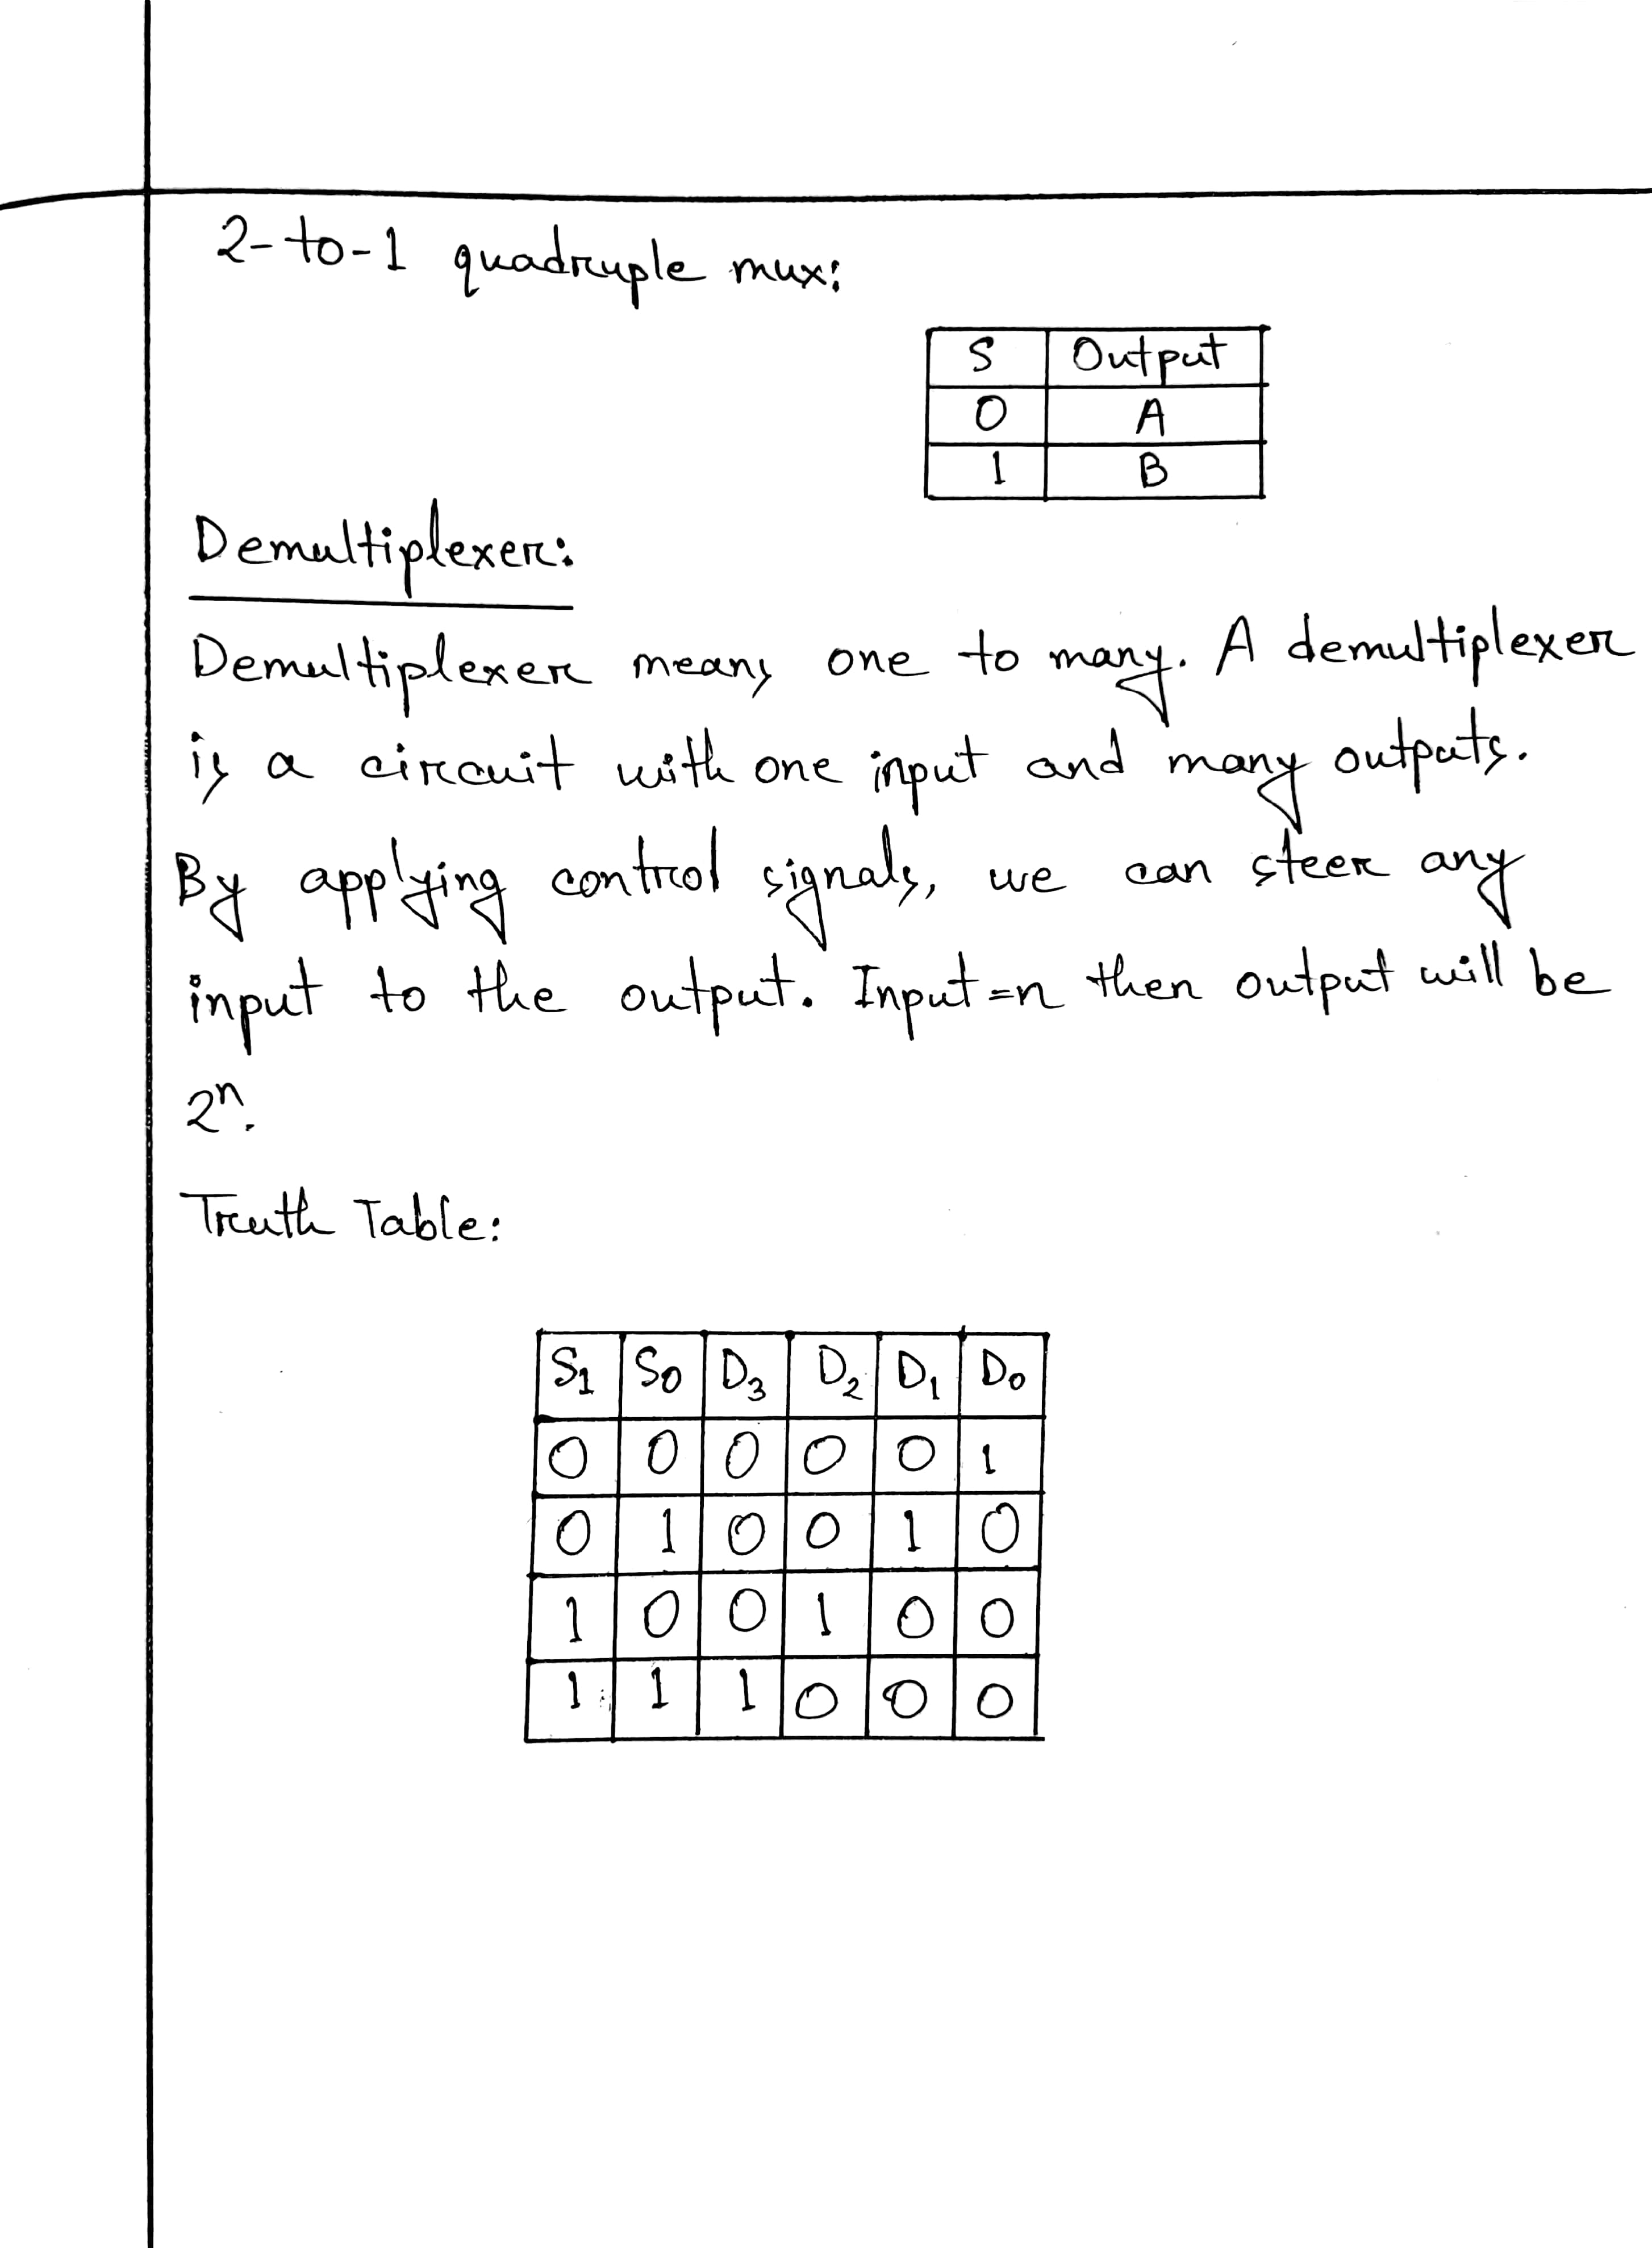 2-to-1 quadruple mux:
S Output
0 A
1 B
Demultiplexer:
Demultiplexer means one to many. A demultiplexer
is a circuit with one input and many outputs.
By applying control signals, we can steer any
input to the output. Input=n then output will be
2ⁿ.
Truth Table:
S₁ S₀ D₃ D₂ D₁ D₀
0 0 0 0 0 1
0 1 0 0 1 0
1 0 0 1 0 0
1 1 1 0 0 0